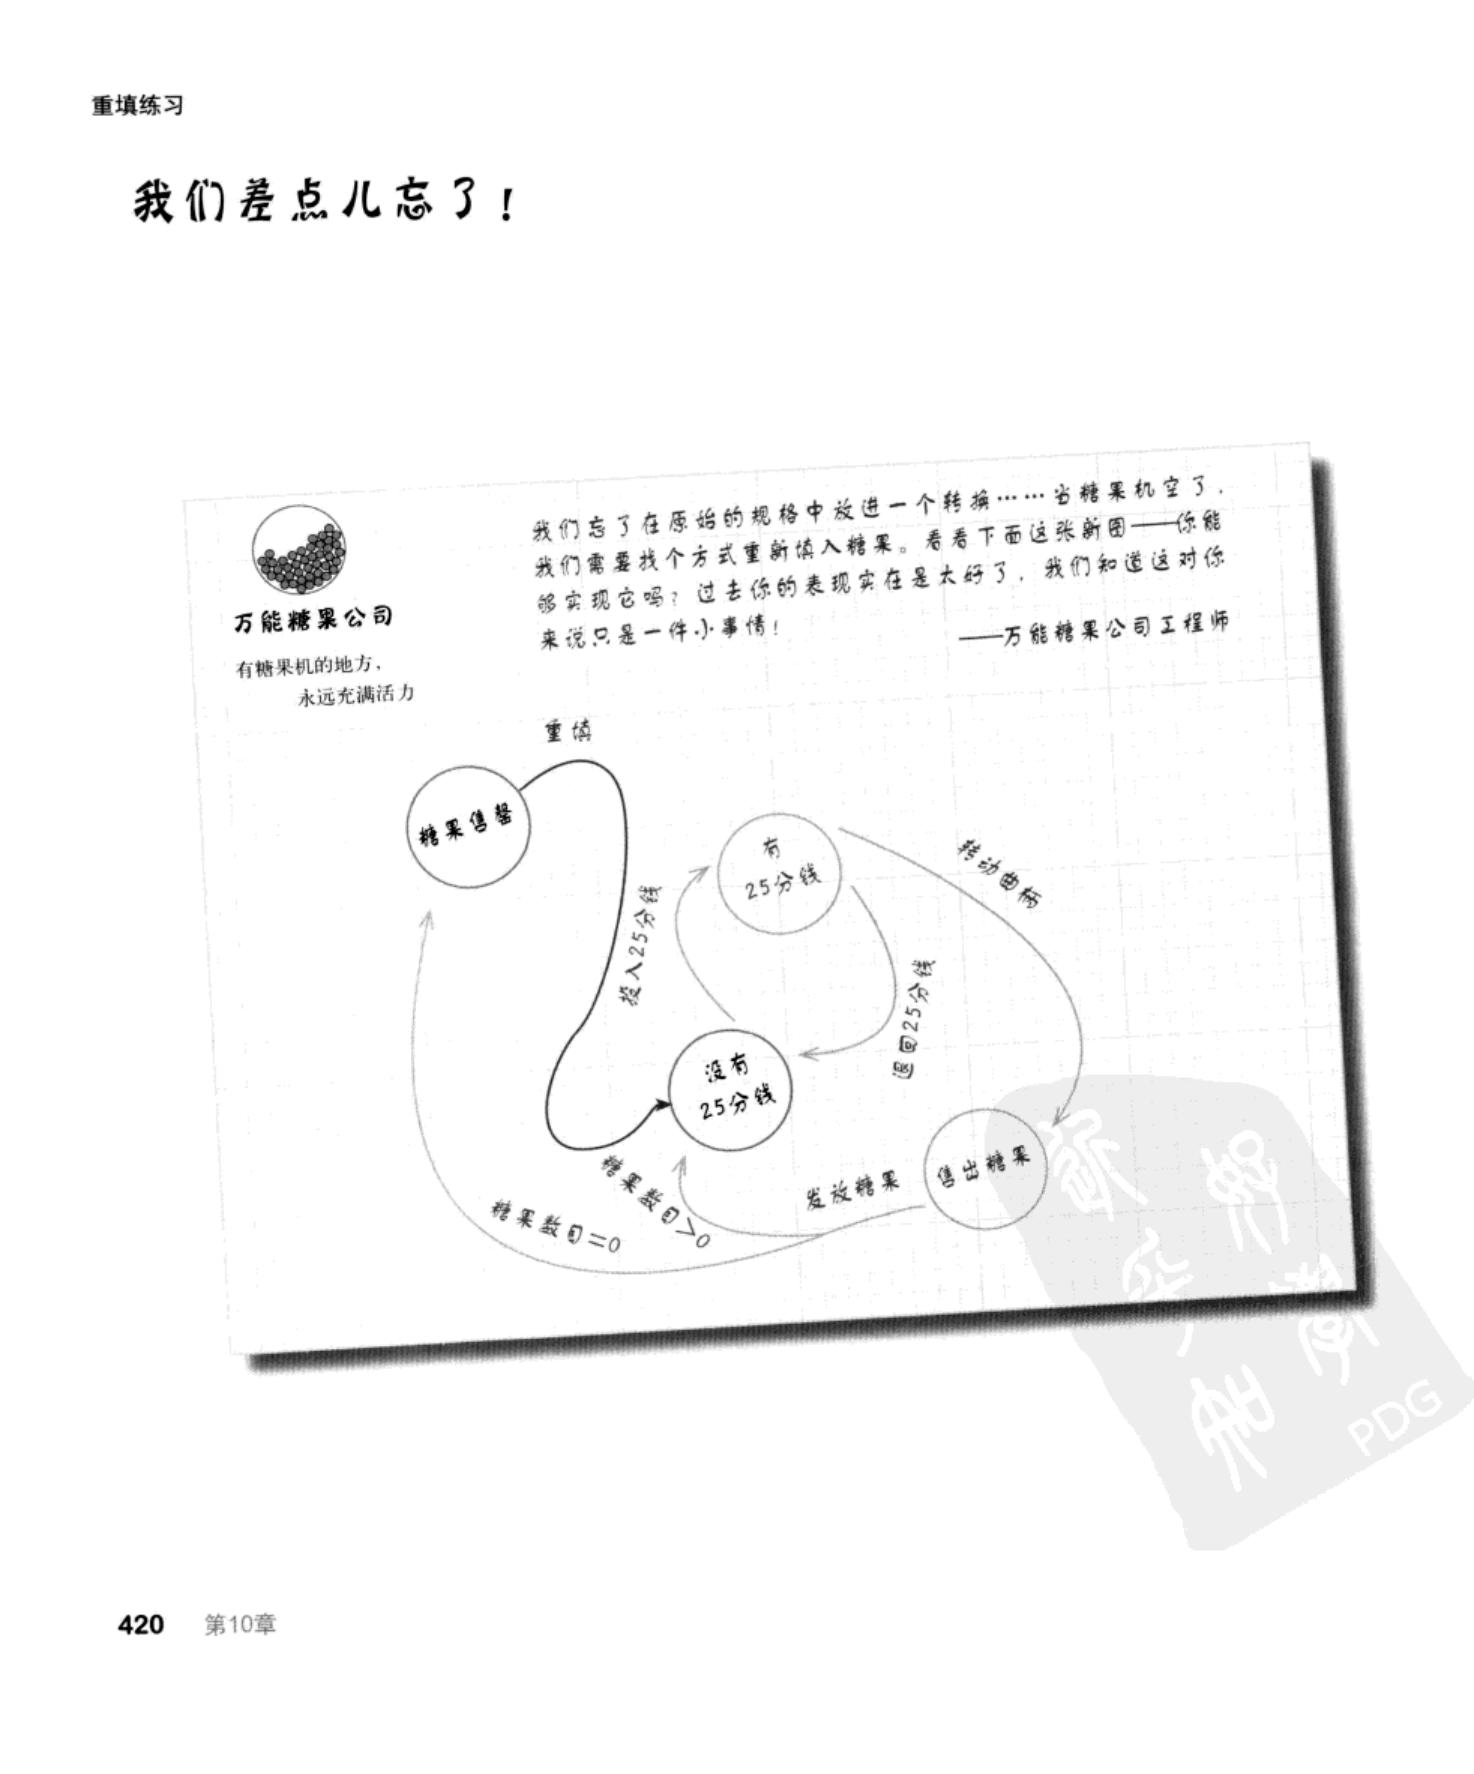 重填练习
我们差点儿忘了！
我们忘了在原始的规格中放进一个转换……当糖果机空了，
我们需要找个方式重新填入糖果。看看下面这张新图——你能
够实现它吗？过去你的表现实在是太好了，我们知道这对你
来说只是一件小事情！
——万能糖果公司工程师
万能糖果公司
有糖果机的地方，
永远充满活力
重填
糖果售罄
有
25分钱
转动曲柄
投入25分钱
退回25分钱
没有
25分钱
糖果数目>0
糖果数目=0
发放糖果
售出糖果
PDG
420 第10章